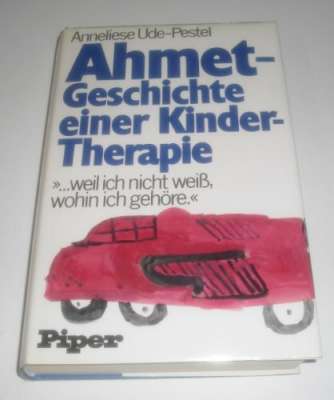 Anneliese Ude-Pestel
Ahmet-
Geschichte
einer Kinder-
Therapie
»...weil ich nicht weiß,
wohin ich gehöre.«
Piper